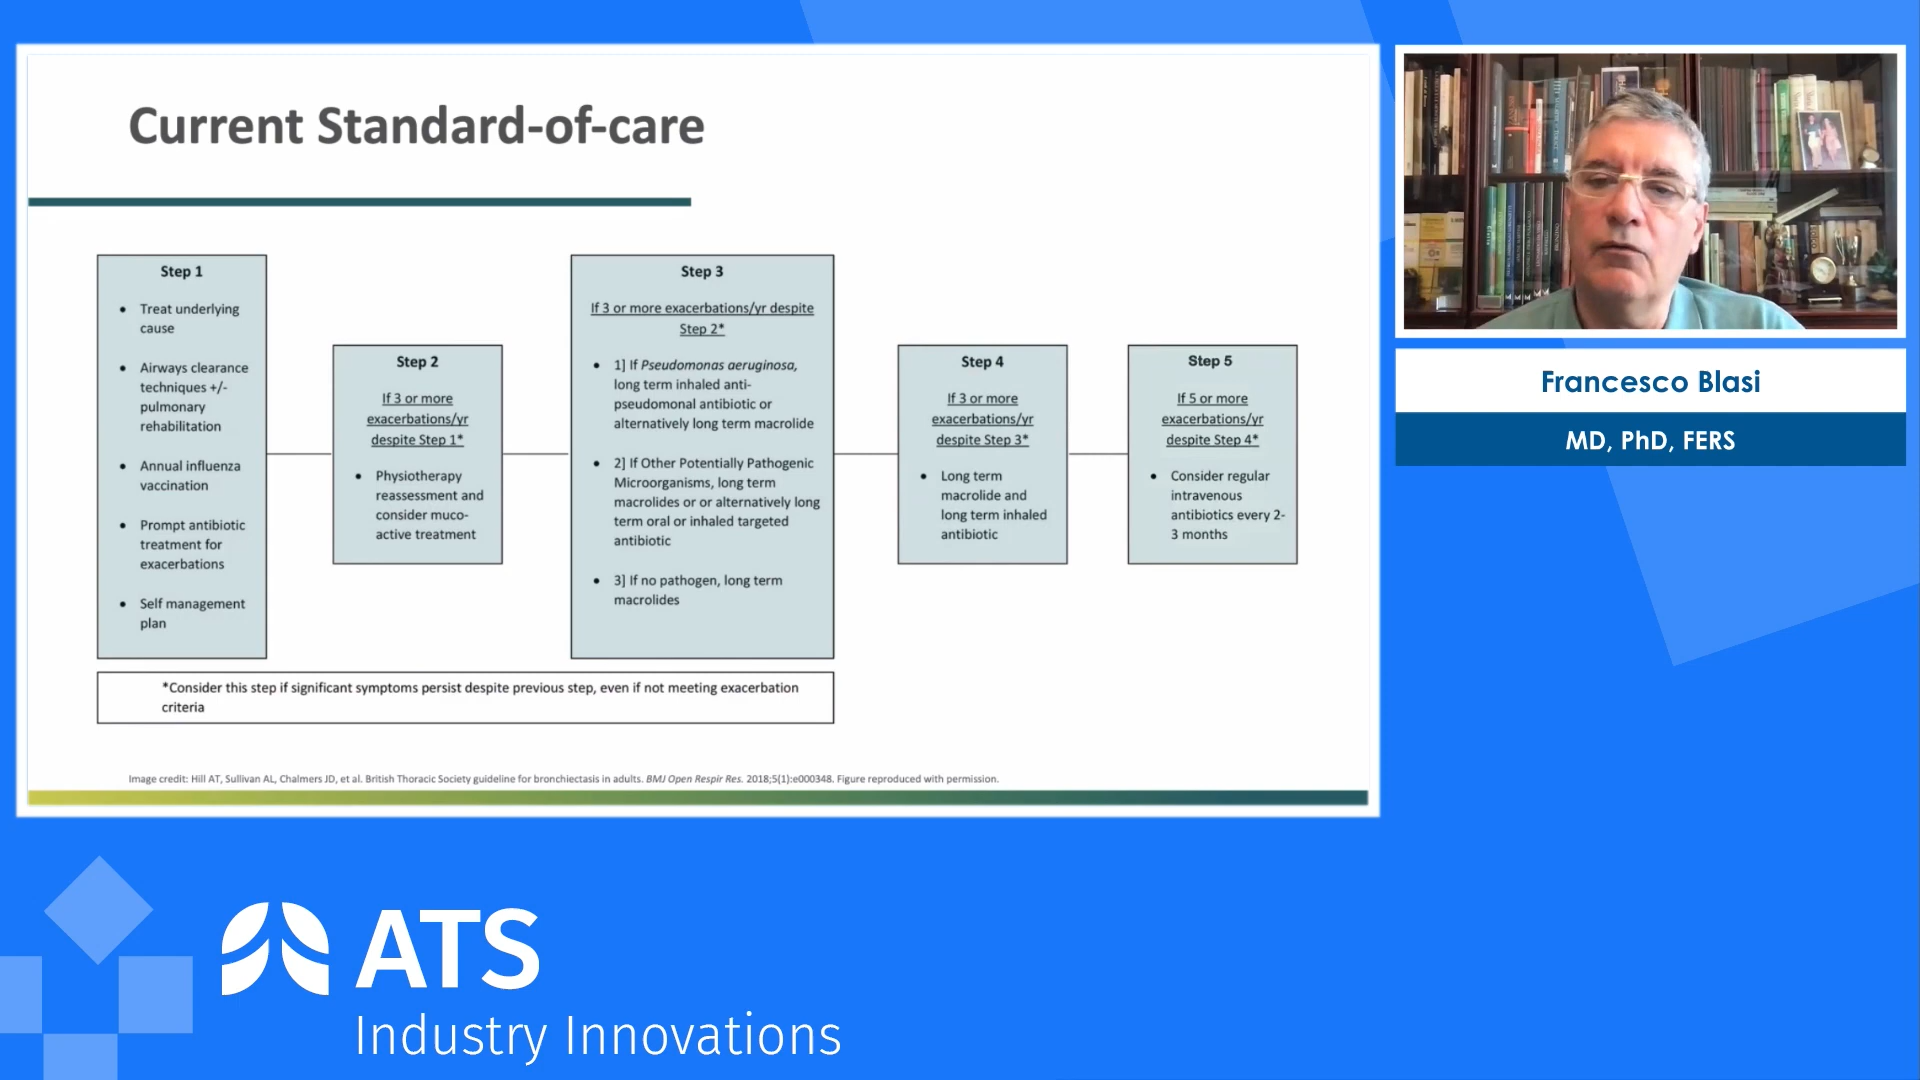 Current Standard-of-care
Step 1
• Treat underlying
cause
• Airways clearance
techniques +/-
pulmonary
rehabilitation
• Annual influenza
vaccination
• Prompt antibiotic
treatment for
exacerbations
• Self management
plan
Step 2
If 3 or more
exacerbations/yr
despite Step 1*
• Physiotherapy
reassessment and
consider muco-
active treatment
Step 3
If 3 or more exacerbations/yr despite
Step 2*
• 1] If Pseudomonas aeruginosa,
long term inhaled anti-
pseudomonal antibiotic or
alternatively long term macrolide
• 2] If Other Potentially Pathogenic
Microorganisms, long term
macrolides or or alternatively long
term oral or inhaled targeted
antibiotic
• 3] If no pathogen, long term
macrolides
Step 4
If 3 or more
exacerbations/yr
despite Step 3*
• Long term
macrolide and
long term inhaled
antibiotic
Step 5
If 5 or more
exacerbations/yr
despite Step 4*
• Consider regular
intravenous
antibiotics every 2-
3 months
*Consider this step if significant symptoms persist despite previous step, even if not meeting exacerbation
criteria
Image credit: Hill AT, Sullivan AL, Chalmers JD, et al. British Thoracic Society guideline for bronchiectasis in adults. BMJ Open Respir Res. 2018;5(1):e000348. Figure reproduced with permission.
Francesco Blasi
MD, PhD, FERS
ATS
Industry Innovations